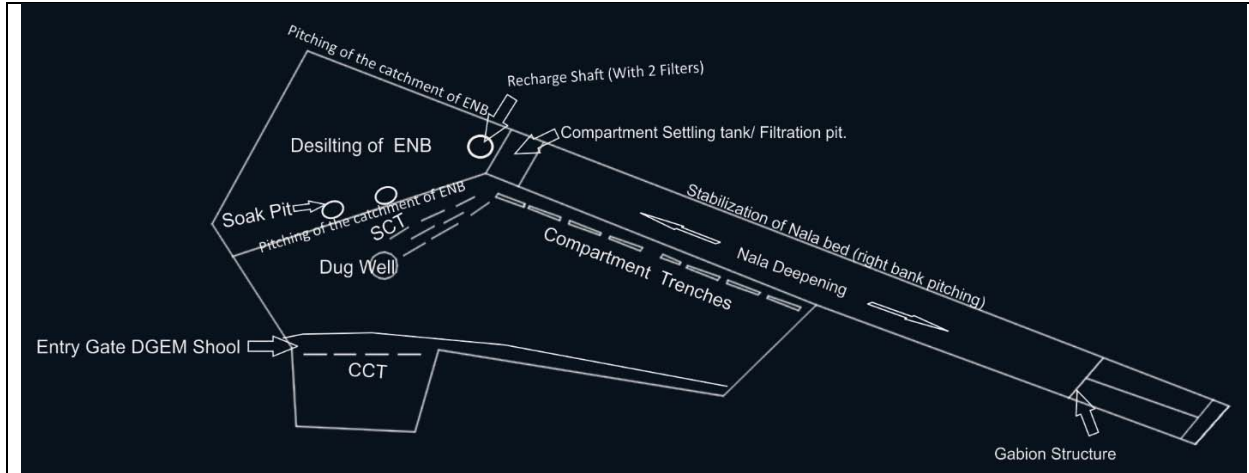 Pitching of the catchment of ENB
Recharge Shaft (With 2 Filters)
Compartment Settling tank/ Filtration pit.
Desilting of ENB
Soak Pit
Pitching of the catchment of ENB
SCT
Dug Well
Compartment Trenches
Stabilization of Nala bed (right bank pitching)
Nala Deepening
Entry Gate DGEM Shool
CCT
Gabion Structure